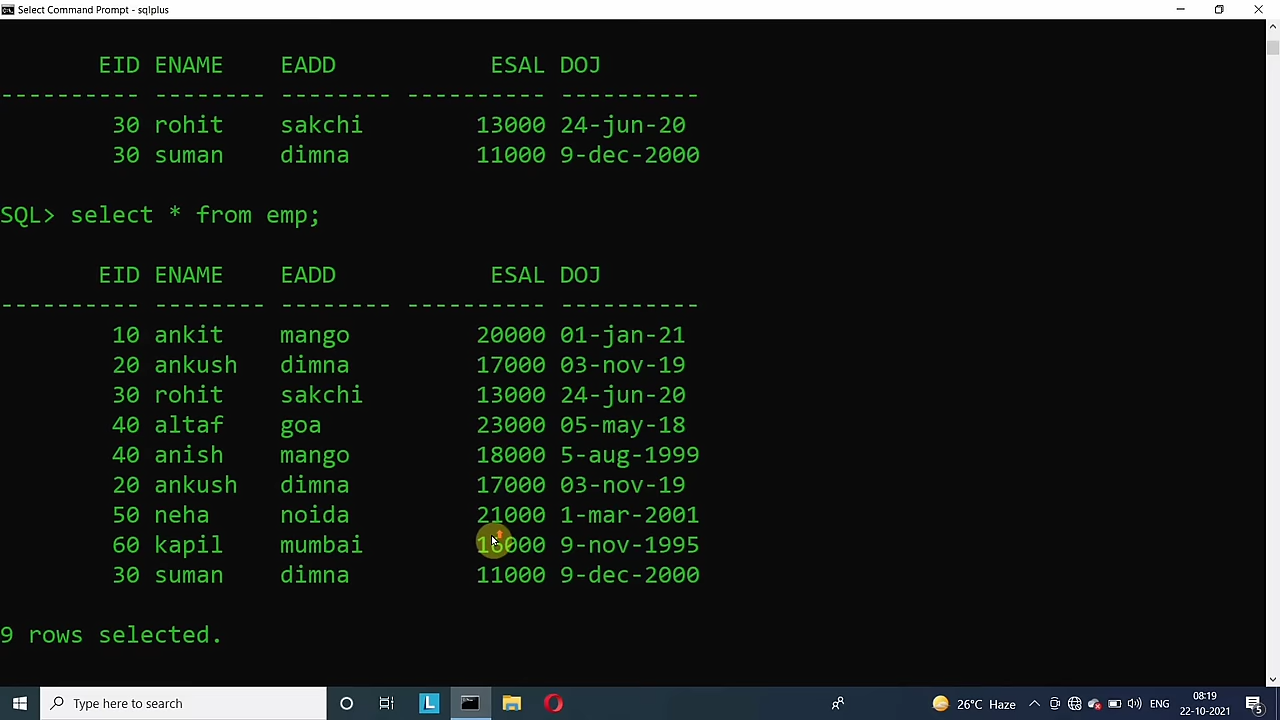 Select Command Prompt - sqlplus
EID ENAME EADD ESAL DOJ
---------- -------- -------- ---------- ----------
30 rohit sakchi 13000 24-jun-20
30 suman dimna 11000 9-dec-2000
SQL> select * from emp;
EID ENAME EADD ESAL DOJ
---------- -------- -------- ---------- ----------
10 ankit mango 20000 01-jan-21
20 ankush dimna 17000 03-nov-19
30 rohit sakchi 13000 24-jun-20
40 altaf goa 23000 05-may-18
40 anish mango 18000 5-aug-1999
20 ankush dimna 17000 03-nov-19
50 neha noida 21000 1-mar-2001
60 kapil mumbai 16000 9-nov-1995
30 suman dimna 11000 9-dec-2000
9 rows selected.
Type here to search
L
26°C Haze
ENG
08:19
22-10-2021
3